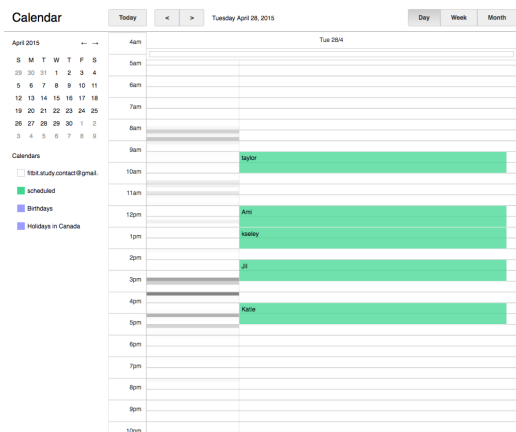 Calendar
Today < > Tuesday April 28, 2015 Day Week Month
April 2015 ← →
S M T W T F S
29 30 31 1 2 3 4
5 6 7 8 9 10 11
12 13 14 15 16 17 18
19 20 21 22 23 24 25
26 27 28 29 30 1 2
3 4 5 6 7 8 9
Calendars
fitbit.study.contact@gmail.
scheduled
Birthdays
Holidays in Canada
Tue 28/4
4am
5am
6am
7am
8am
9am
taylor
10am
11am
12pm
Ami
1pm
kseley
2pm
Jil
3pm
4pm
Katie
5pm
6pm
7pm
8pm
9pm
10pm